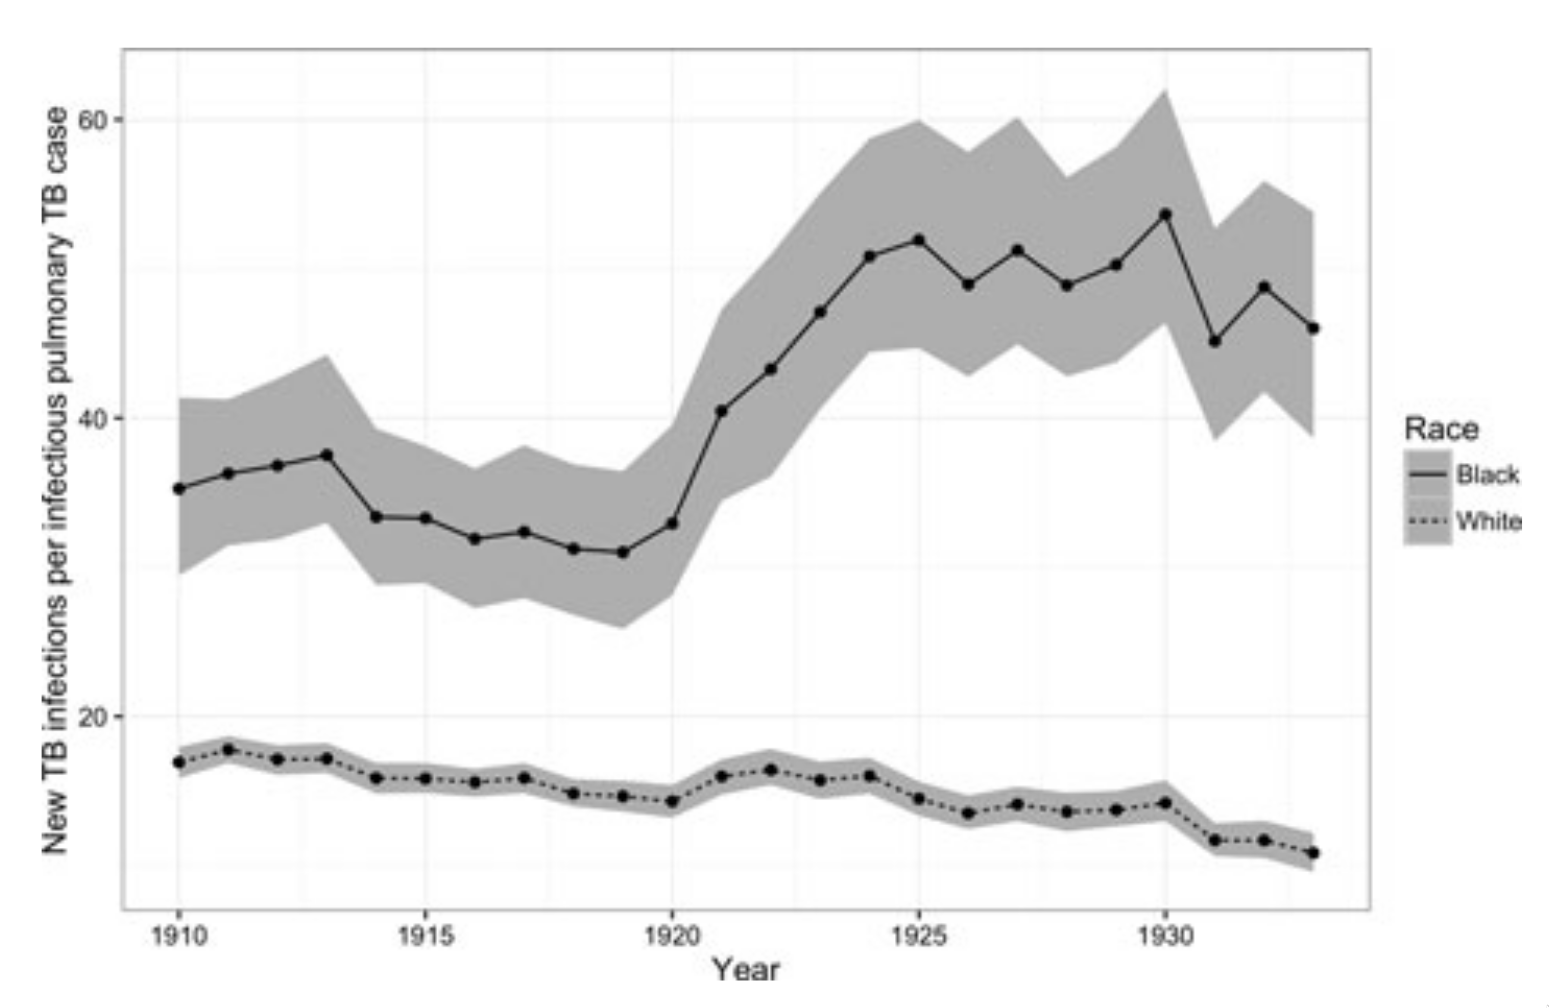 New TB infections per infectious pulmonary TB case
60
40
20
1910 1915 1920 1925 1930
Year
Race
Black
White